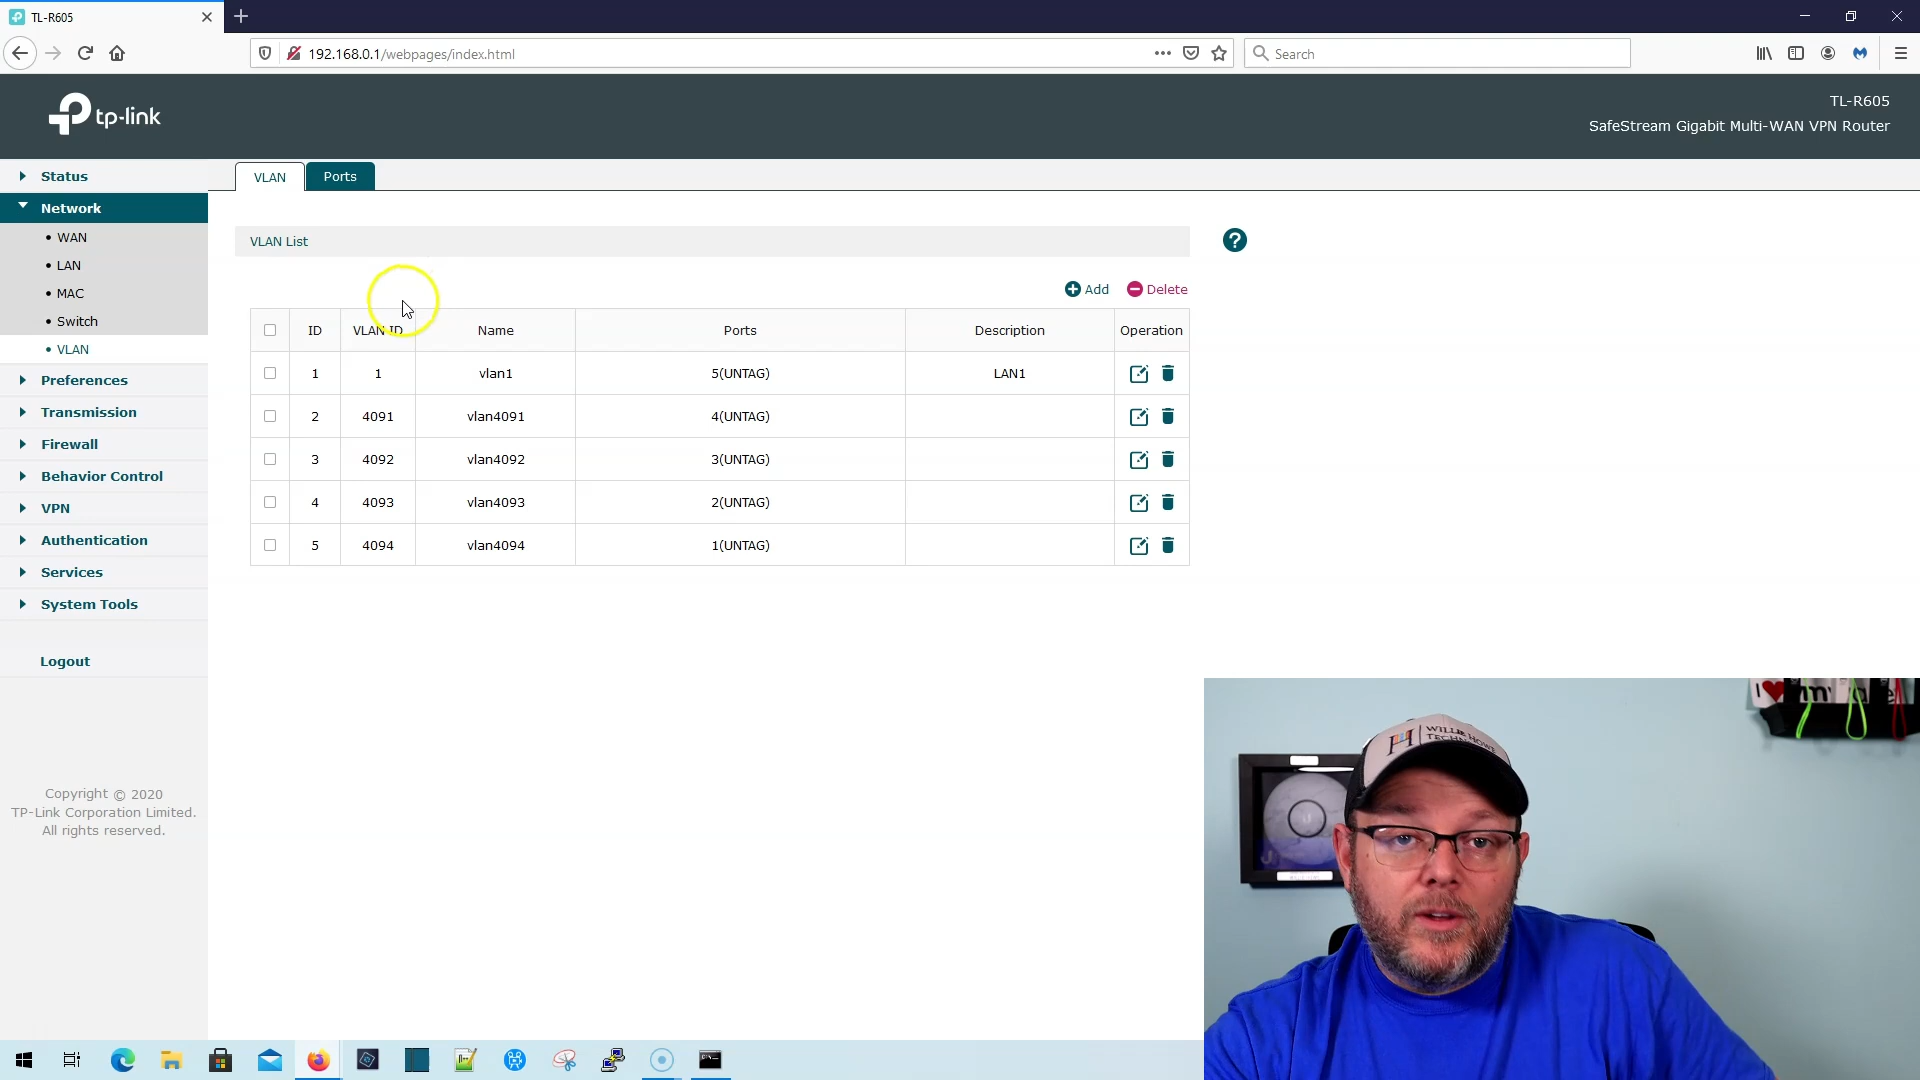 TL-R605
192.168.0.1/webpages/index.html
Search
tp-link
TL-R605
SafeStream Gigabit Multi-WAN VPN Router
Status
Network
WAN
LAN
MAC
Switch
VLAN
Preferences
Transmission
Firewall
Behavior Control
VPN
Authentication
Services
System Tools
Logout
Copyright © 2020
TP-Link Corporation Limited.
All rights reserved.
VLAN Ports
VLAN List
Add Delete
ID VLAN ID Name Ports Description Operation
1 1 vlan1 5(UNTAG) LAN1
2 4091 vlan4091 4(UNTAG)
3 4092 vlan4092 3(UNTAG)
4 4093 vlan4093 2(UNTAG)
5 4094 vlan4094 1(UNTAG)
I
WILLIE HOWE